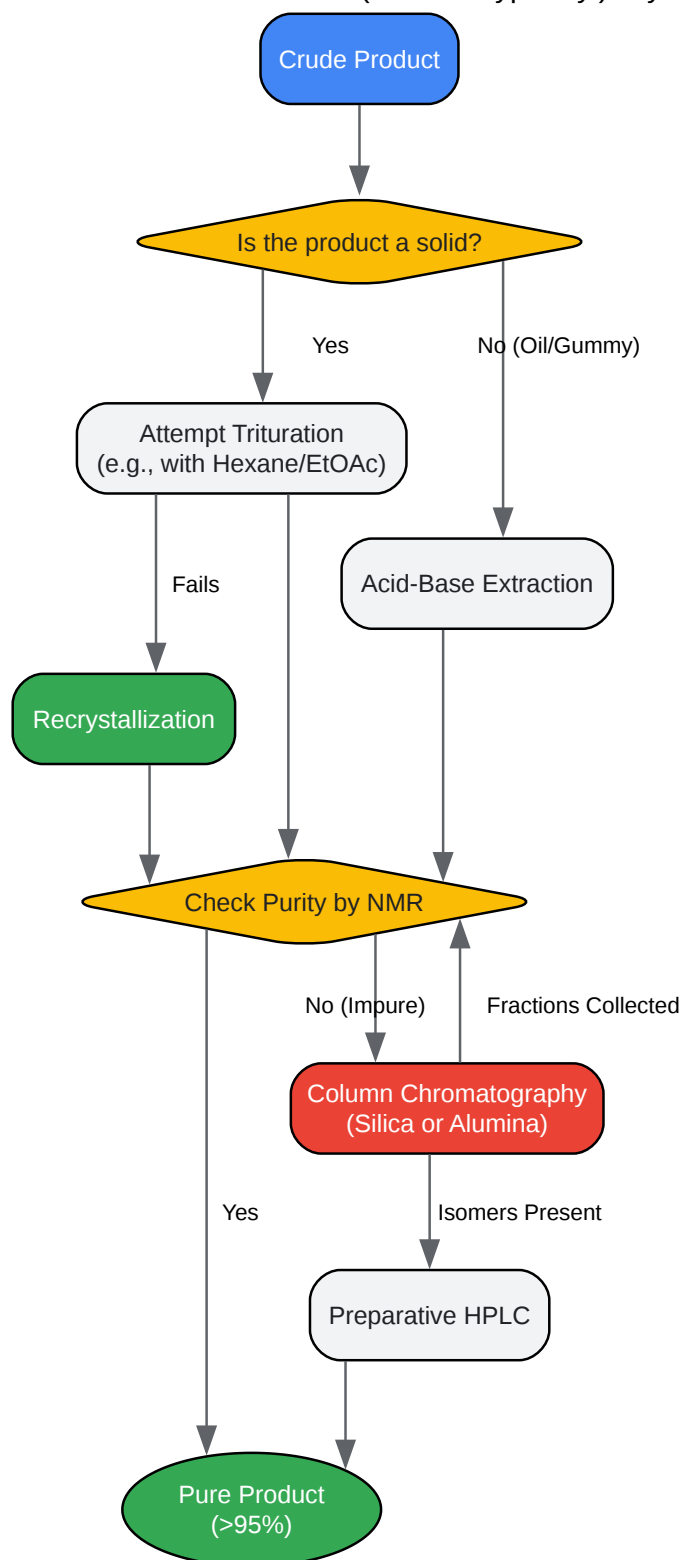 Crude Product
Is the product a solid?
Yes
No (Oil/Gummy)
Attempt Trituration
(e.g., with Hexane/EtOAc)
Fails
Acid-Base Extraction
Recrystallization
Check Purity by NMR
No (Impure)
Fractions Collected
Column Chromatography
(Silica or Alumina)
Yes
Isomers Present
Preparative HPLC
Pure Product
(>95%)